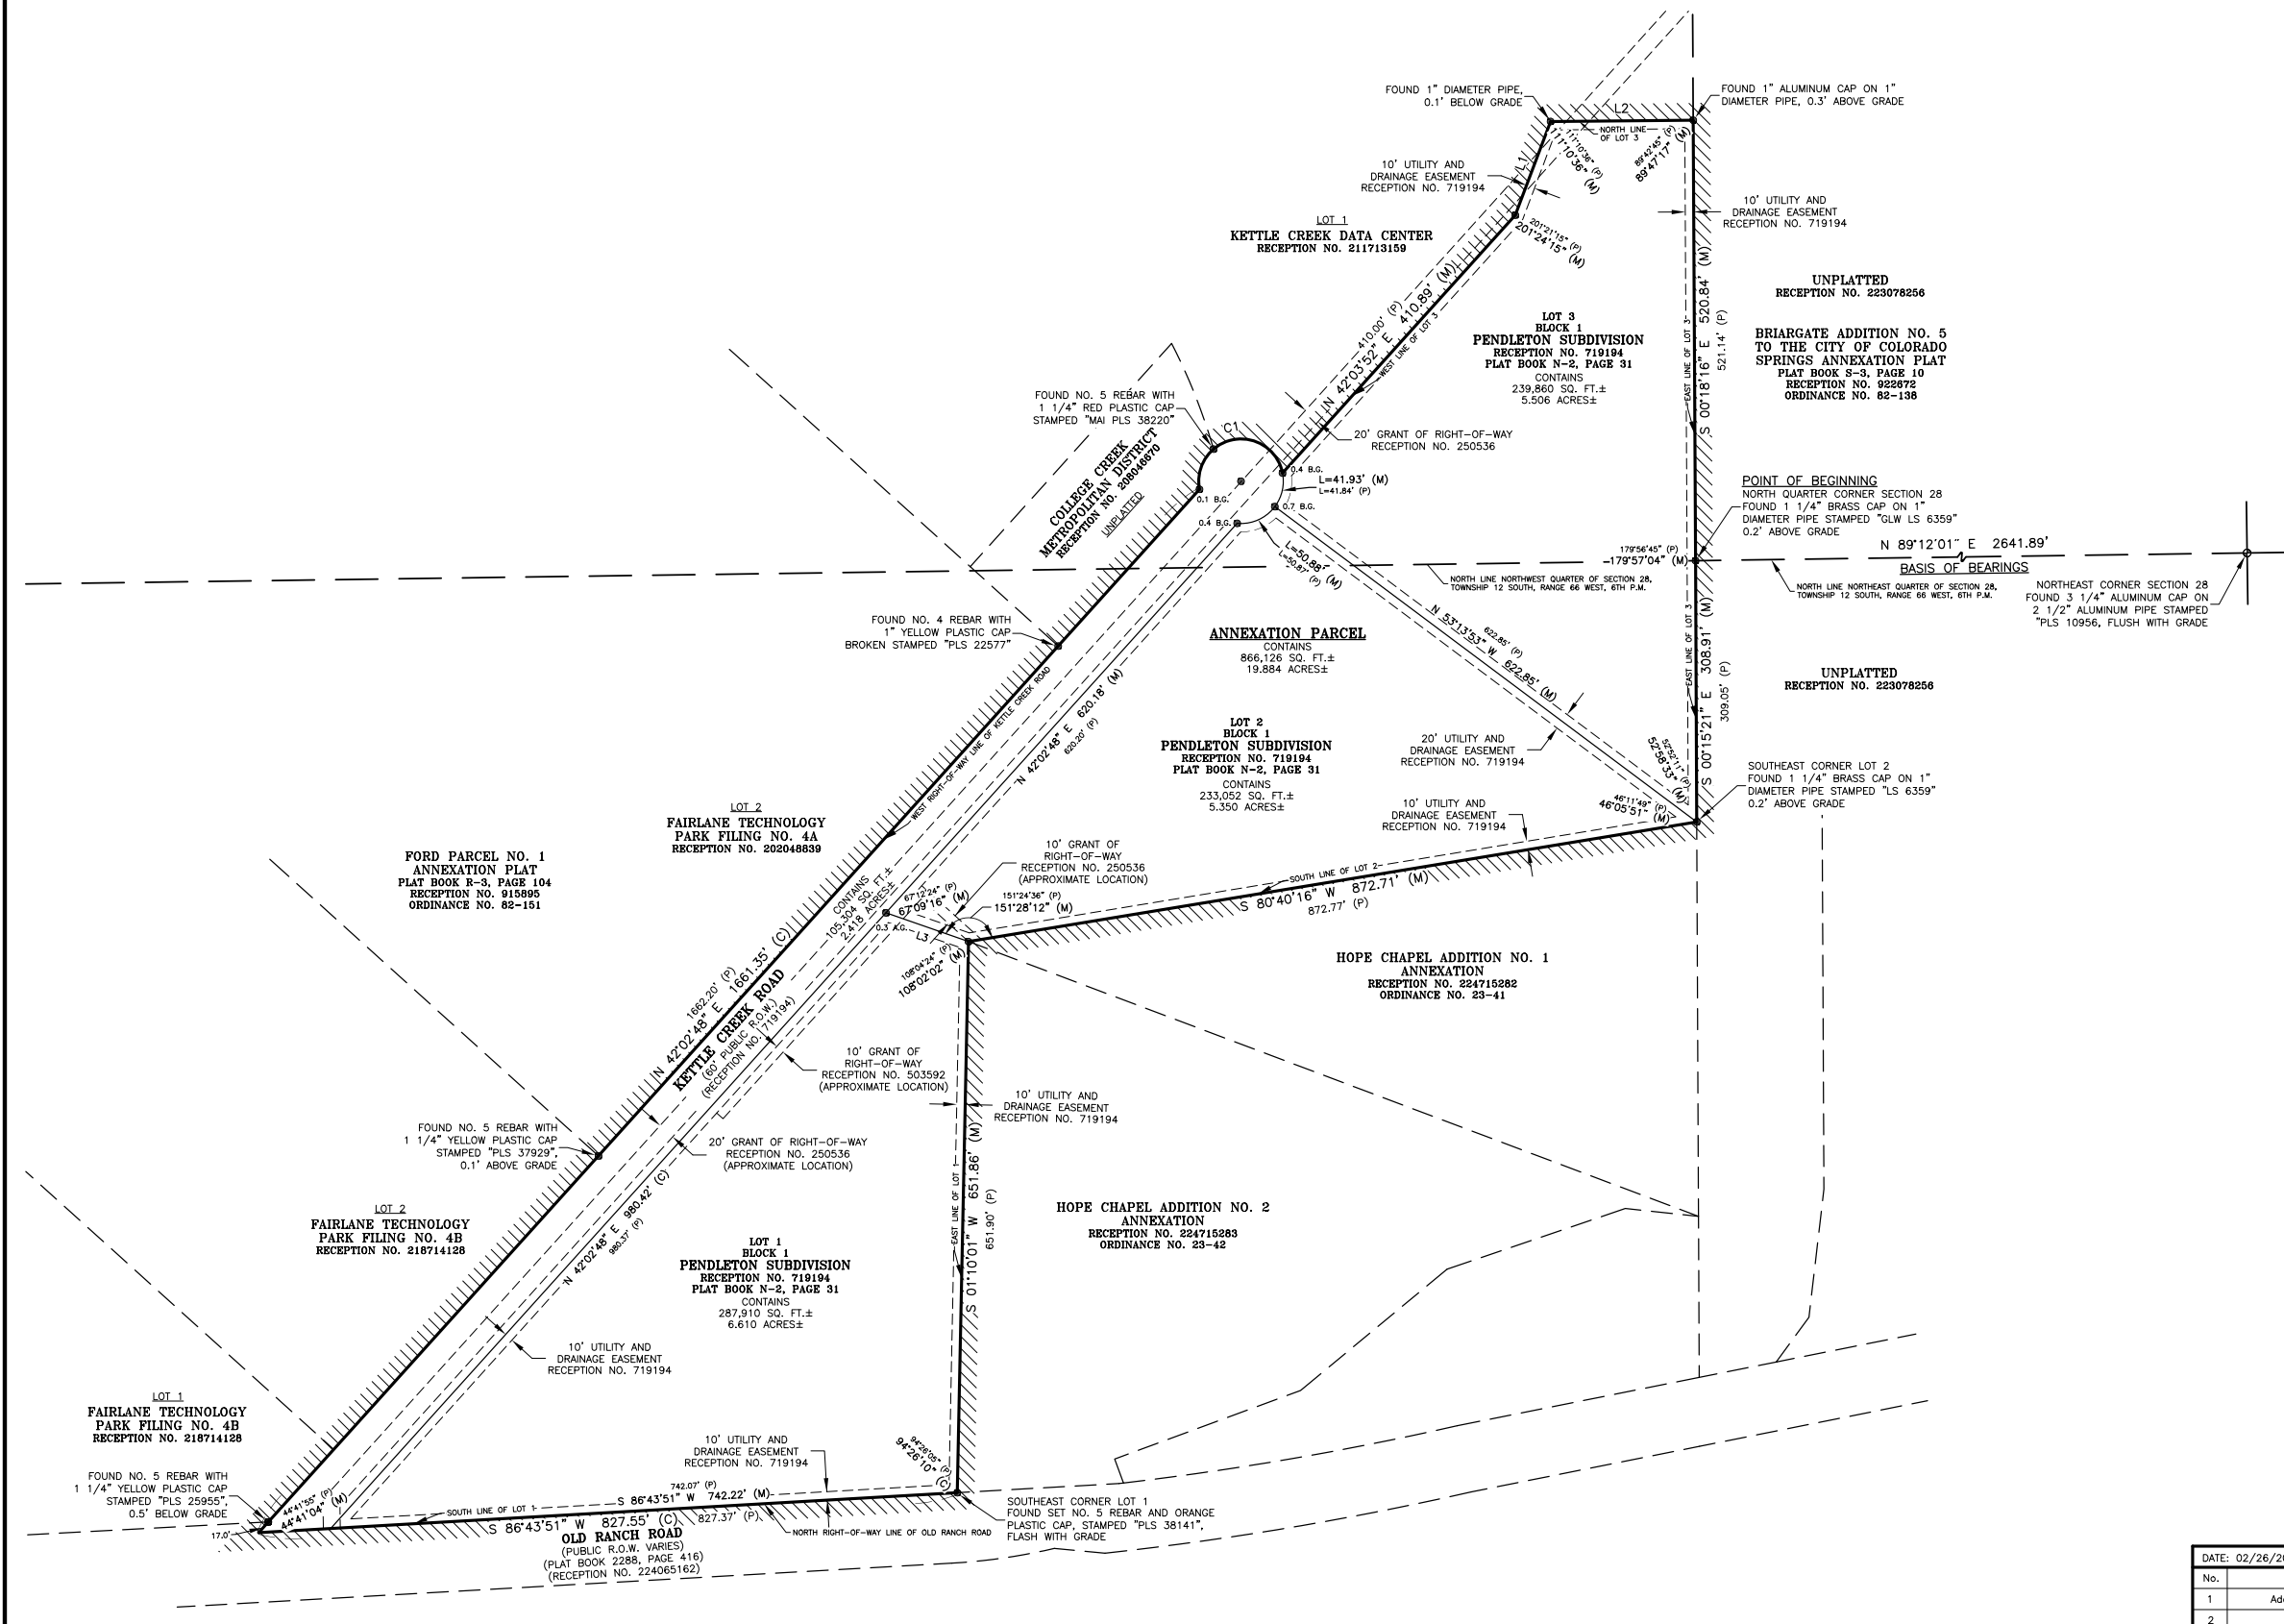 FOUND 1" DIAMETER PIPE,
0.1' BELOW GRADE
L2
FOUND 1" ALUMINUM CAP ON 1"
DIAMETER PIPE, 0.3' ABOVE GRADE
NORTH LINE
OF LOT 3
111°10'36" (P)
111°10'36" (M)
89°42'45" (P)
89°47'17" (M)
L1
10' UTILITY AND
DRAINAGE EASEMENT
RECEPTION NO. 719194
10' UTILITY AND
DRAINAGE EASEMENT
RECEPTION NO. 719194
LOT 1
KETTLE CREEK DATA CENTER
RECEPTION NO. 211713159
201°21'15" (P)
201°24'15" (M)
UNPLATTED
RECEPTION NO. 223078256
LOT 3
BLOCK 1
PENDLETON SUBDIVISION
RECEPTION NO. 719194
PLAT BOOK N-2, PAGE 31
CONTAINS
239,860 SQ. FT.±
5.506 ACRES±
410.00' (P)
N 42°03'52" E 410.89' (M)
WEST LINE OF LOT 3
EAST LINE OF LOT 3
S 00°18'16" E 520.84' (M)
521.14' (P)
BRIARGATE ADDITION NO. 5
TO THE CITY OF COLORADO
SPRINGS ANNEXATION PLAT
PLAT BOOK S-3, PAGE 10
RECEPTION NO. 922672
ORDINANCE NO. 82-138
FOUND NO. 5 REBAR WITH
1 1/4" RED PLASTIC CAP
STAMPED "MAI PLS 38220"
C1
COLLEGE CREEK
METROPOLITAN DISTRICT
RECEPTION NO. 208046670
UNPLATTED
20' GRANT OF RIGHT-OF-WAY
RECEPTION NO. 250536
0.4 B.G.
L=41.93' (M)
L=41.84' (P)
0.1 B.G.
0.7 B.G.
0.4 B.G.
L=50.88' (M)
L=50.87' (P)
POINT OF BEGINNING
NORTH QUARTER CORNER SECTION 28
FOUND 1 1/4" BRASS CAP ON 1"
DIAMETER PIPE STAMPED "GLW LS 6359"
0.2' ABOVE GRADE
179°56'45" (P)
179°57'04" (M)
N 89°12'01" E 2641.89'
BASIS OF BEARINGS
NORTH LINE NORTHWEST QUARTER OF SECTION 28,
TOWNSHIP 12 SOUTH, RANGE 66 WEST, 6TH P.M.
NORTH LINE NORTHEAST QUARTER OF SECTION 28,
TOWNSHIP 12 SOUTH, RANGE 66 WEST, 6TH P.M.
NORTHEAST CORNER SECTION 28
FOUND 3 1/4" ALUMINUM CAP ON
2 1/2" ALUMINUM PIPE STAMPED
"PLS 10956, FLUSH WITH GRADE
FOUND NO. 4 REBAR WITH
1" YELLOW PLASTIC CAP
BROKEN STAMPED "PLS 22577"
ANNEXATION PARCEL
CONTAINS
866,126 SQ. FT.±
19.884 ACRES±
622.85' (P)
N 53°13'53" W 622.85' (M)
EAST LINE OF LOT 3
S 00°15'21" E 308.91' (M)
309.05' (P)
UNPLATTED
RECEPTION NO. 223078256
WEST RIGHT-OF-WAY LINE OF KETTLE CREEK ROAD
N 42°02'48" E 620.18' (M)
620.20' (P)
LOT 2
BLOCK 1
PENDLETON SUBDIVISION
RECEPTION NO. 719194
PLAT BOOK N-2, PAGE 31
CONTAINS
233,052 SQ. FT.±
5.350 ACRES±
20' UTILITY AND
DRAINAGE EASEMENT
RECEPTION NO. 719194
52°52'11" (P)
52°58'33" (M)
46°11'49" (P)
46°05'51" (M)
SOUTHEAST CORNER LOT 2
FOUND 1 1/4" BRASS CAP ON 1"
DIAMETER PIPE STAMPED "LS 6359"
0.2' ABOVE GRADE
10' UTILITY AND
DRAINAGE EASEMENT
RECEPTION NO. 719194
LOT 2
FAIRLANE TECHNOLOGY
PARK FILING NO. 4A
RECEPTION NO. 202048839
FORD PARCEL NO. 1
ANNEXATION PLAT
PLAT BOOK R-3, PAGE 104
RECEPTION NO. 915895
ORDINANCE NO. 82-151
10' GRANT OF
RIGHT-OF-WAY
RECEPTION NO. 250536
(APPROXIMATE LOCATION)
CONTAINS
105,304 SQ. FT.±
2.418 ACRES±
67°12'24" (P)
67°09'16" (M)
0.3 A.G.
L3
151°24'36" (P)
151°28'12" (M)
SOUTH LINE OF LOT 2
S 80°40'16" W 872.71' (M)
872.77' (P)
108°04'24" (P)
108°02'02" (M)
HOPE CHAPEL ADDITION NO. 1
ANNEXATION
RECEPTION NO. 224715282
ORDINANCE NO. 23-41
1662.20' (P)
N 42°02'48" E 1661.35' (C)
KETTLE CREEK ROAD
(60' PUBLIC R.O.W.)
(RECEPTION NO. 719194)
10' GRANT OF
RIGHT-OF-WAY
RECEPTION NO. 503592
(APPROXIMATE LOCATION)
10' UTILITY AND
DRAINAGE EASEMENT
RECEPTION NO. 719194
FOUND NO. 5 REBAR WITH
1 1/4" YELLOW PLASTIC CAP
STAMPED "PLS 37929",
0.1' ABOVE GRADE
20' GRANT OF RIGHT-OF-WAY
RECEPTION NO. 250536
(APPROXIMATE LOCATION)
N 42°02'48" E 980.42' (C)
980.37' (P)
EAST LINE OF LOT 1
S 01°10'01" W 651.86' (M)
651.90' (P)
LOT 2
FAIRLANE TECHNOLOGY
PARK FILING NO. 4B
RECEPTION NO. 218714128
HOPE CHAPEL ADDITION NO. 2
ANNEXATION
RECEPTION NO. 224715283
ORDINANCE NO. 23-42
LOT 1
BLOCK 1
PENDLETON SUBDIVISION
RECEPTION NO. 719194
PLAT BOOK N-2, PAGE 31
CONTAINS
287,910 SQ. FT.±
6.610 ACRES±
10' UTILITY AND
DRAINAGE EASEMENT
RECEPTION NO. 719194
LOT 1
FAIRLANE TECHNOLOGY
PARK FILING NO. 4B
RECEPTION NO. 218714128
10' UTILITY AND
DRAINAGE EASEMENT
RECEPTION NO. 719194
94°26'05" (P)
94°26'10" (C)
FOUND NO. 5 REBAR WITH
1 1/4" YELLOW PLASTIC CAP
STAMPED "PLS 25955",
0.5' BELOW GRADE
17.0'
44°41'55" (P)
44°41'04" (M)
742.07' (P)
S 86°43'51" W 742.22' (M)
SOUTH LINE OF LOT 1
S 86°43'51" W 827.55' (C)
827.37' (P)
NORTH RIGHT-OF-WAY LINE OF OLD RANCH ROAD
OLD RANCH ROAD
(PUBLIC R.O.W. VARIES)
(PLAT BOOK 2288, PAGE 416)
(RECEPTION NO. 224065162)
SOUTHEAST CORNER LOT 1
FOUND SET NO. 5 REBAR AND ORANGE
PLASTIC CAP, STAMPED "PLS 38141",
FLASH WITH GRADE
DATE: 02/26/2
No.
1 Ad
2